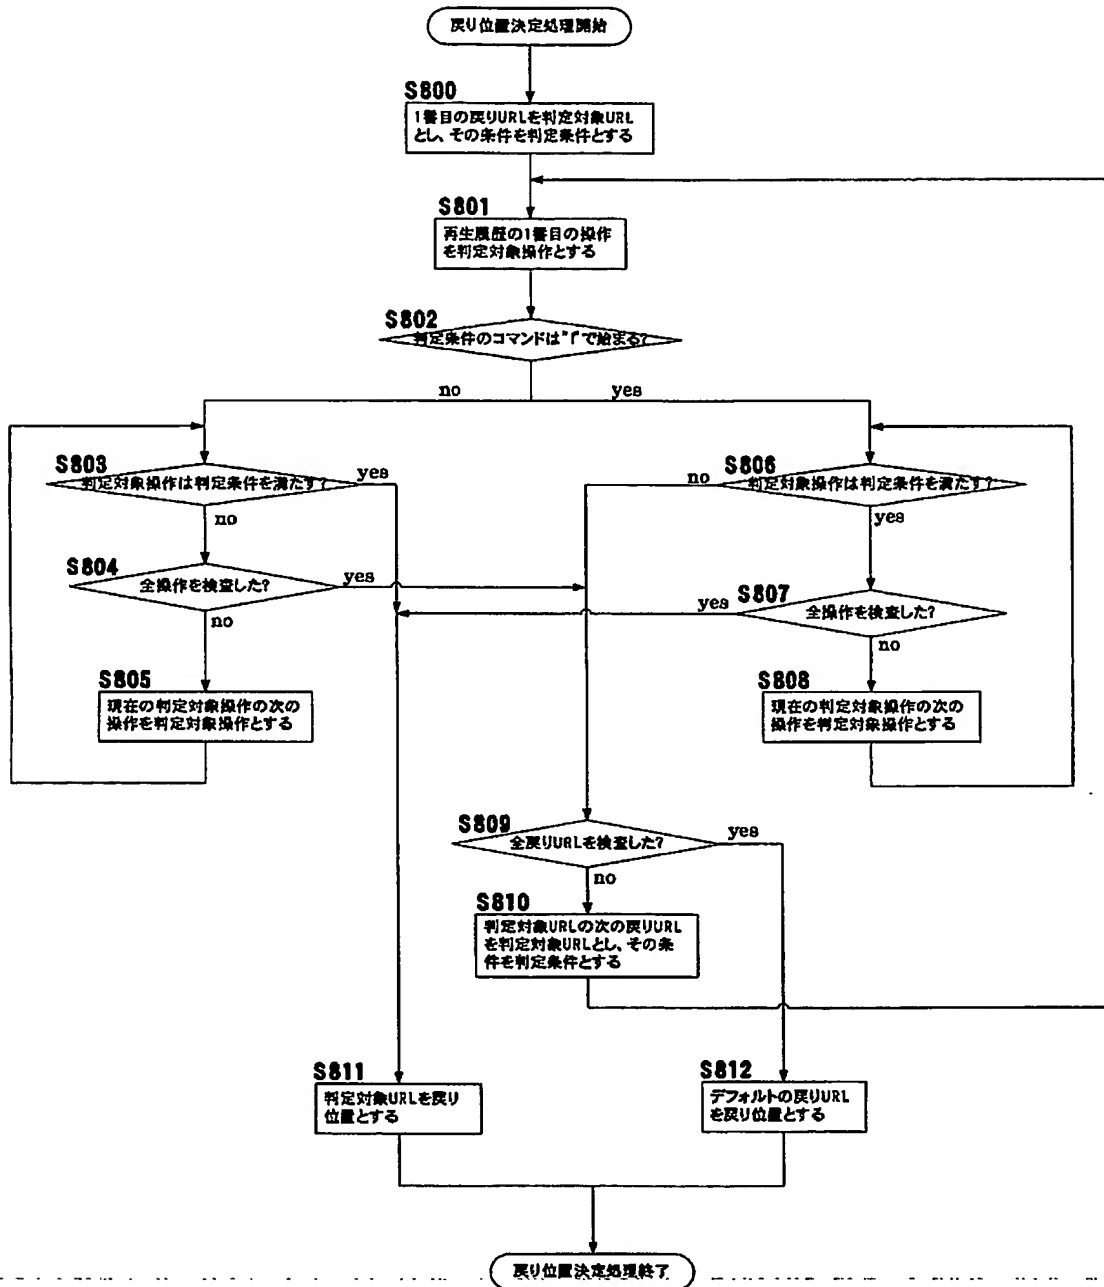 戻り位置決定処理開始
S800
1番目の戻りURLを判定対象URL
とし、その条件を判定条件とする
S801
再生履歴の1番目の操作
を判定対象操作とする
S802
判定条件のコマンドは"!"で始まる?
no
yes
S803
判定対象操作は判定条件を満たす?
yes
no
S806
判定対象操作は判定条件を満たす?
no
yes
S804
全操作を検査した?
yes
no
S807
全操作を検査した?
yes
no
S805
現在の判定対象操作の次の
操作を判定対象操作とする
S808
現在の判定対象操作の次の
操作を判定対象操作とする
S809
全戻りURLを検査した?
yes
no
S810
判定対象URLの次の戻りURL
を判定対象URLとし、その条
件を判定条件とする
S811
判定対象URLを戻り
位置とする
S812
デフォルトの戻りURL
を戻り位置とする
戻り位置決定処理終了